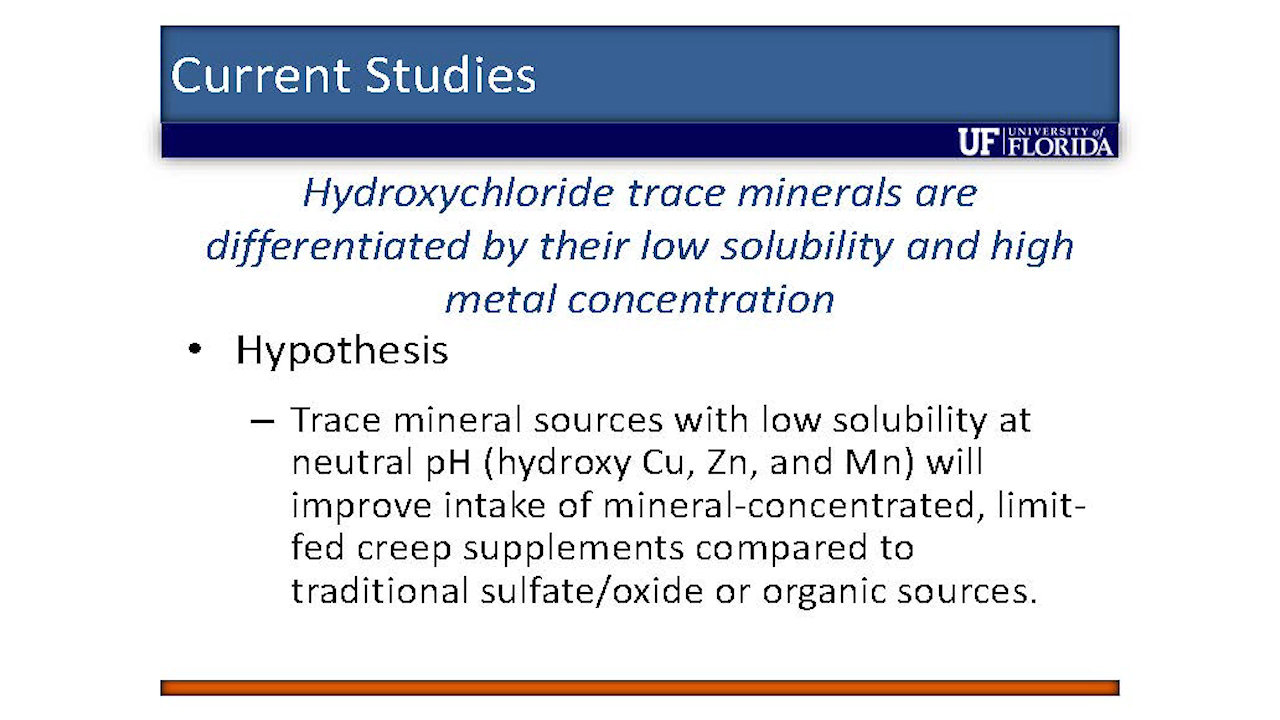 Current Studies
UF UNIVERSITY of
FLORIDA
Hydroxychloride trace minerals are
differentiated by their low solubility and high
metal concentration
• Hypothesis
– Trace mineral sources with low solubility at
neutral pH (hydroxy Cu, Zn, and Mn) will
improve intake of mineral-concentrated, limit-
fed creep supplements compared to
traditional sulfate/oxide or organic sources.